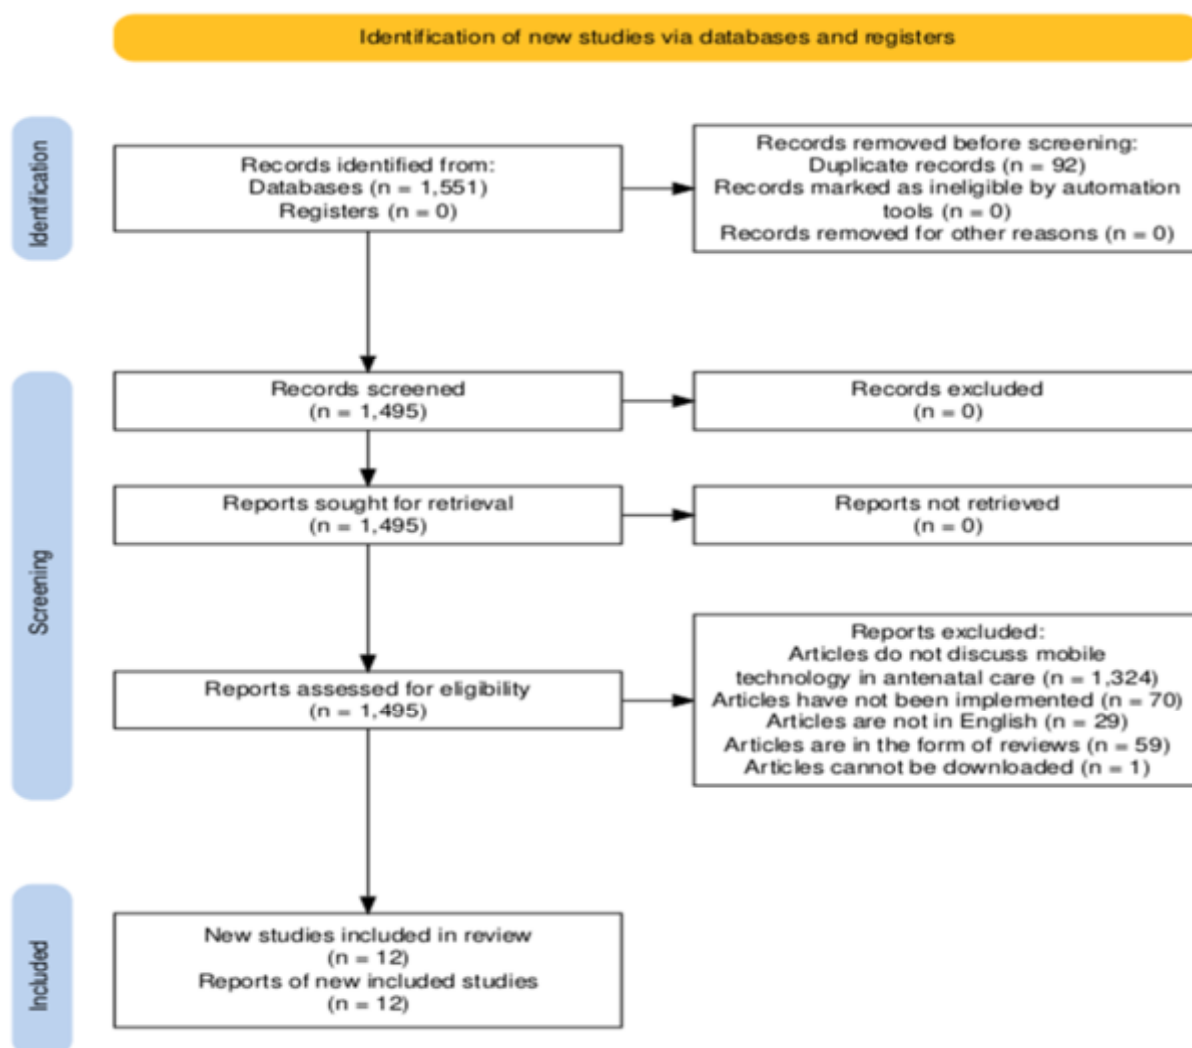 Identification of new studies via databases and registers
Identification
Records identified from:
Databases (n = 1,551)
Registers (n = 0)
Records removed before screening:
Duplicate records (n = 92)
Records marked as ineligible by automation
tools (n = 0)
Records removed for other reasons (n = 0)
Screening
Records screened
(n = 1,495)
Records excluded
(n = 0)
Reports sought for retrieval
(n = 1,495)
Reports not retrieved
(n = 0)
Reports assessed for eligibility
(n = 1,495)
Reports excluded:
Articles do not discuss mobile
technology in antenatal care (n = 1,324)
Articles have not been implemented (n = 70)
Articles are not in English (n = 29)
Articles are in the form of reviews (n = 59)
Articles cannot be downloaded (n = 1)
Included
New studies included in review
(n = 12)
Reports of new included studies
(n = 12)